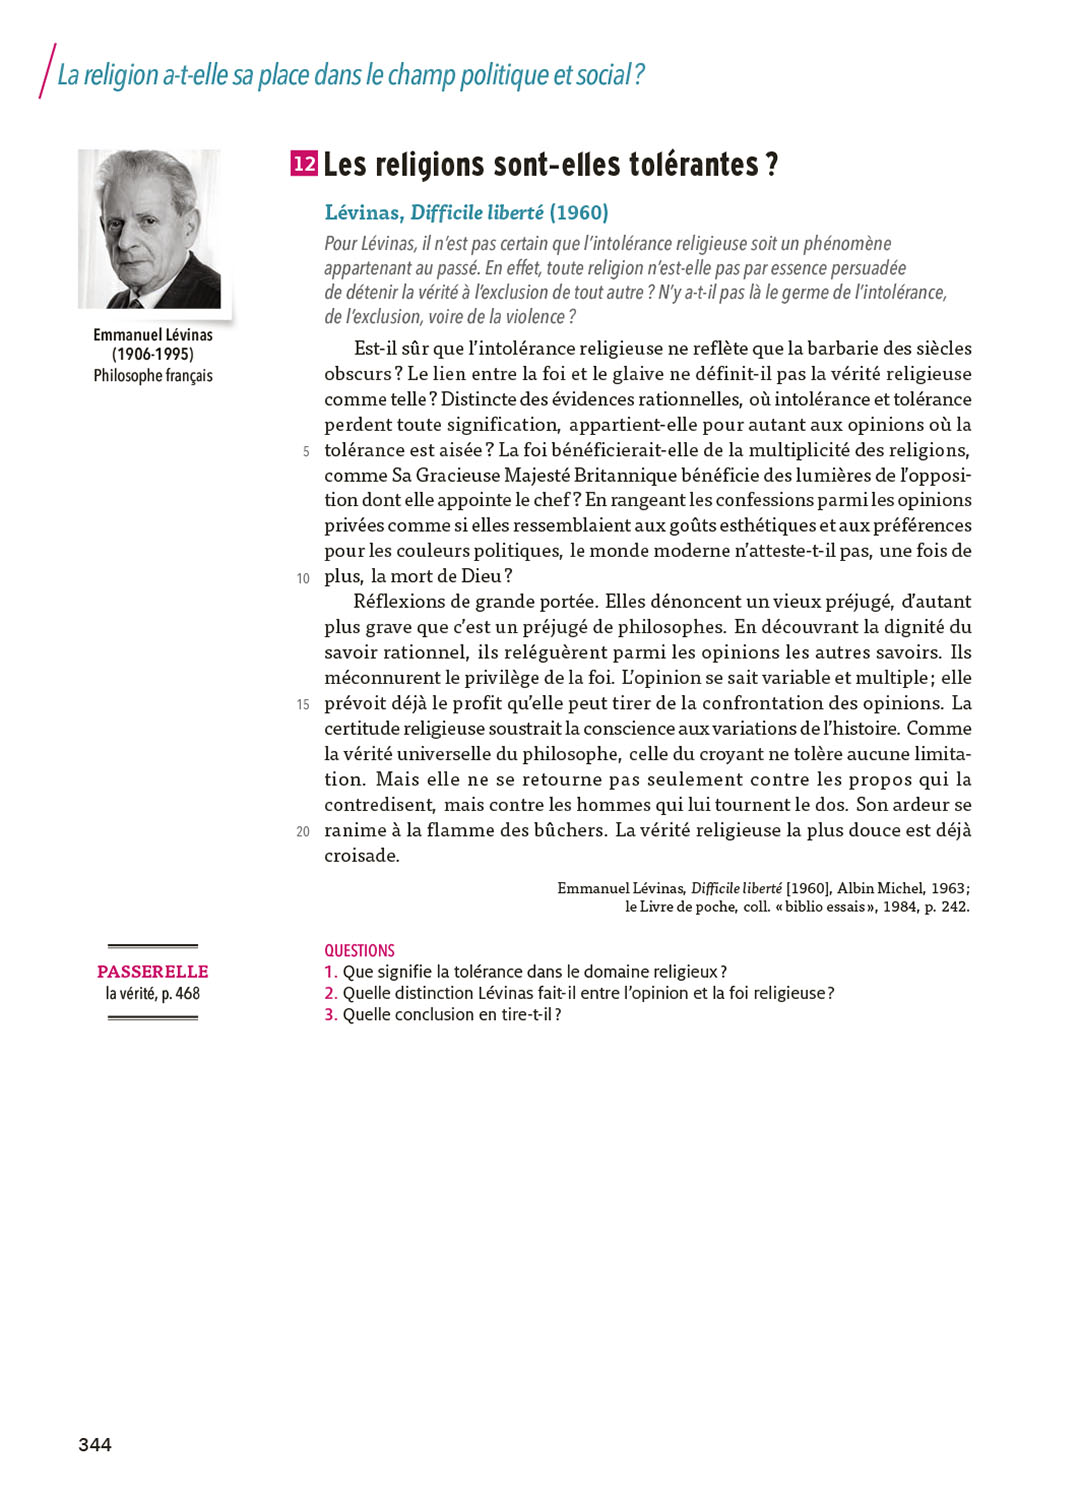 La religion a-t-elle sa place dans le champ politique et social ?
12 Les religions sont-elles tolérantes ?
Lévinas, Difficile liberté (1960)
Pour Lévinas, il n'est pas certain que l'intolérance religieuse soit un phénomène
appartenant au passé. En effet, toute religion n'est-elle pas par essence persuadée
de détenir la vérité à l'exclusion de tout autre ? N'y a-t-il pas là le germe de l'intolérance,
de l'exclusion, voire de la violence ?
Emmanuel Lévinas
(1906-1995)
Philosophe français
Est-il sûr que l'intolérance religieuse ne reflète que la barbarie des siècles
obscurs ? Le lien entre la foi et le glaive ne définit-il pas la vérité religieuse
comme telle ? Distincte des évidences rationnelles, où intolérance et tolérance
perdent toute signification, appartient-elle pour autant aux opinions où la
5 tolérance est aisée ? La foi bénéficierait-elle de la multiplicité des religions,
comme Sa Gracieuse Majesté Britannique bénéficie des lumières de l'opposi-
tion dont elle appointe le chef ? En rangeant les confessions parmi les opinions
privées comme si elles ressemblaient aux goûts esthétiques et aux préférences
pour les couleurs politiques, le monde moderne n'atteste-t-il pas, une fois de
10 plus, la mort de Dieu ?
Réflexions de grande portée. Elles dénoncent un vieux préjugé, d'autant
plus grave que c'est un préjugé de philosophes. En découvrant la dignité du
savoir rationnel, ils reléguèrent parmi les opinions les autres savoirs. Ils
méconnurent le privilège de la foi. L'opinion se sait variable et multiple ; elle
15 prévoit déjà le profit qu'elle peut tirer de la confrontation des opinions. La
certitude religieuse soustrait la conscience aux variations de l'histoire. Comme
la vérité universelle du philosophe, celle du croyant ne tolère aucune limita-
tion. Mais elle ne se retourne pas seulement contre les propos qui la
contredisent, mais contre les hommes qui lui tournent le dos. Son ardeur se
20 ranime à la flamme des bûchers. La vérité religieuse la plus douce est déjà
croisade.
Emmanuel Lévinas, Difficile liberté [1960], Albin Michel, 1963 ;
le Livre de poche, coll. « biblio essais », 1984, p. 242.
PASSERELLE
la vérité, p. 468
QUESTIONS
1. Que signifie la tolérance dans le domaine religieux ?
2. Quelle distinction Lévinas fait-il entre l'opinion et la foi religieuse ?
3. Quelle conclusion en tire-t-il ?
344